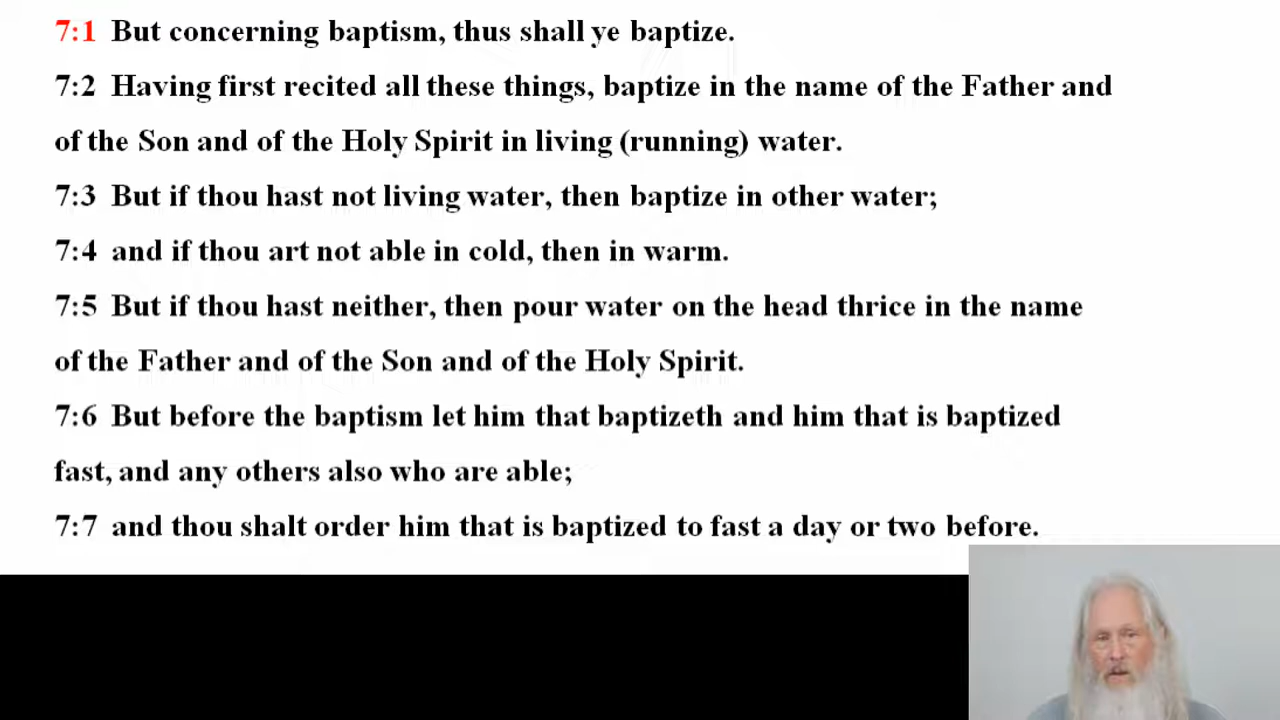 7:1 But concerning baptism, thus shall ye baptize.
7:2 Having first recited all these things, baptize in the name of the Father and
of the Son and of the Holy Spirit in living (running) water.
7:3 But if thou hast not living water, then baptize in other water;
7:4 and if thou art not able in cold, then in warm.
7:5 But if thou hast neither, then pour water on the head thrice in the name
of the Father and of the Son and of the Holy Spirit.
7:6 But before the baptism let him that baptizeth and him that is baptized
fast, and any others also who are able;
7:7 and thou shalt order him that is baptized to fast a day or two before.